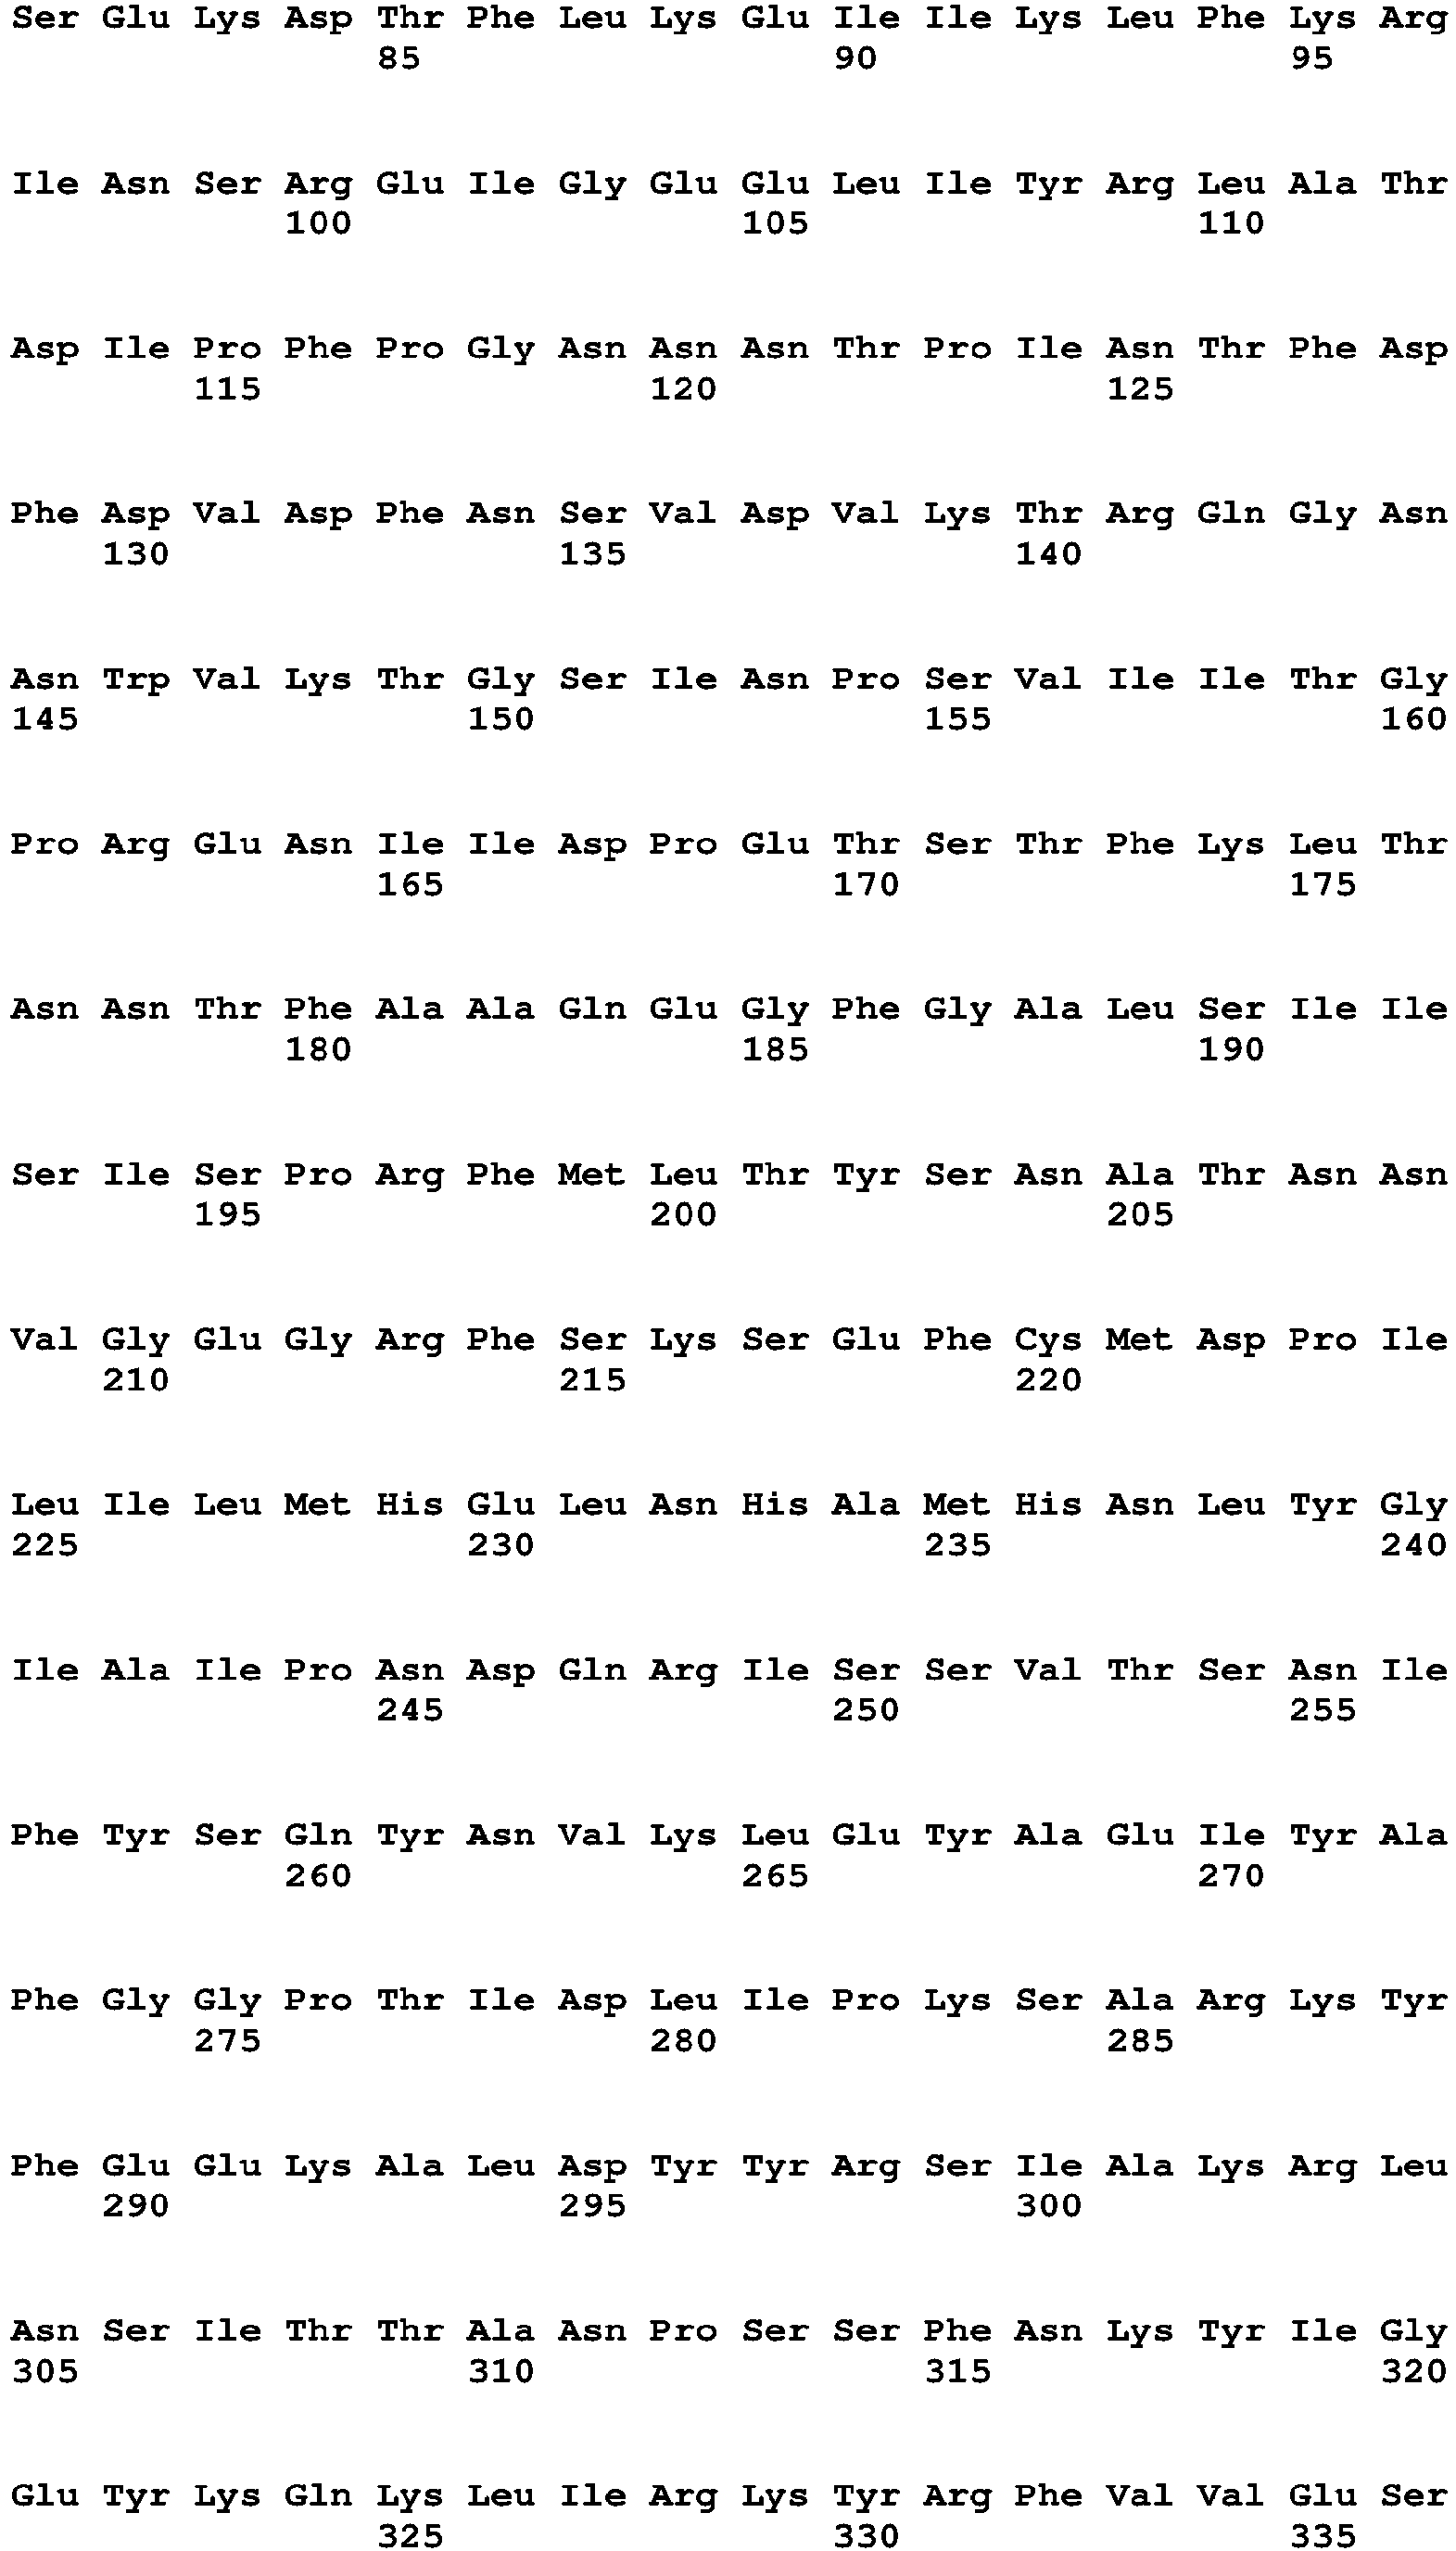 Ser Glu Lys Asp Thr Phe Leu Lys Glu Ile Ile Lys Leu Phe Lys Arg
85 90 95
Ile Asn Ser Arg Glu Ile Gly Glu Glu Leu Ile Tyr Arg Leu Ala Thr
100 105 110
Asp Ile Pro Phe Pro Gly Asn Asn Asn Thr Pro Ile Asn Thr Phe Asp
115 120 125
Phe Asp Val Asp Phe Asn Ser Val Asp Val Lys Thr Arg Gln Gly Asn
130 135 140
Asn Trp Val Lys Thr Gly Ser Ile Asn Pro Ser Val Ile Ile Thr Gly
145 150 155 160
Pro Arg Glu Asn Ile Ile Asp Pro Glu Thr Ser Thr Phe Lys Leu Thr
165 170 175
Asn Asn Thr Phe Ala Ala Gln Glu Gly Phe Gly Ala Leu Ser Ile Ile
180 185 190
Ser Ile Ser Pro Arg Phe Met Leu Thr Tyr Ser Asn Ala Thr Asn Asn
195 200 205
Val Gly Glu Gly Arg Phe Ser Lys Ser Glu Phe Cys Met Asp Pro Ile
210 215 220
Leu Ile Leu Met His Glu Leu Asn His Ala Met His Asn Leu Tyr Gly
225 230 235 240
Ile Ala Ile Pro Asn Asp Gln Arg Ile Ser Ser Val Thr Ser Asn Ile
245 250 255
Phe Tyr Ser Gln Tyr Asn Val Lys Leu Glu Tyr Ala Glu Ile Tyr Ala
260 265 270
Phe Gly Gly Pro Thr Ile Asp Leu Ile Pro Lys Ser Ala Arg Lys Tyr
275 280 285
Phe Glu Glu Lys Ala Leu Asp Tyr Tyr Arg Ser Ile Ala Lys Arg Leu
290 295 300
Asn Ser Ile Thr Thr Ala Asn Pro Ser Ser Phe Asn Lys Tyr Ile Gly
305 310 315 320
Glu Tyr Lys Gln Lys Leu Ile Arg Lys Tyr Arg Phe Val Val Glu Ser
325 330 335